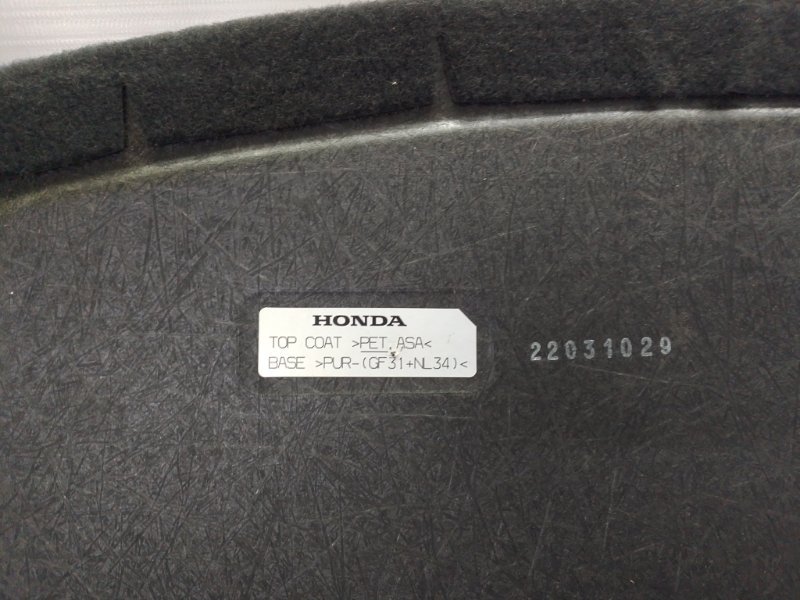 HONDA
TOP COAT >PET,ASA<
BASE >PUR-(GF31+NL34)<
22031029